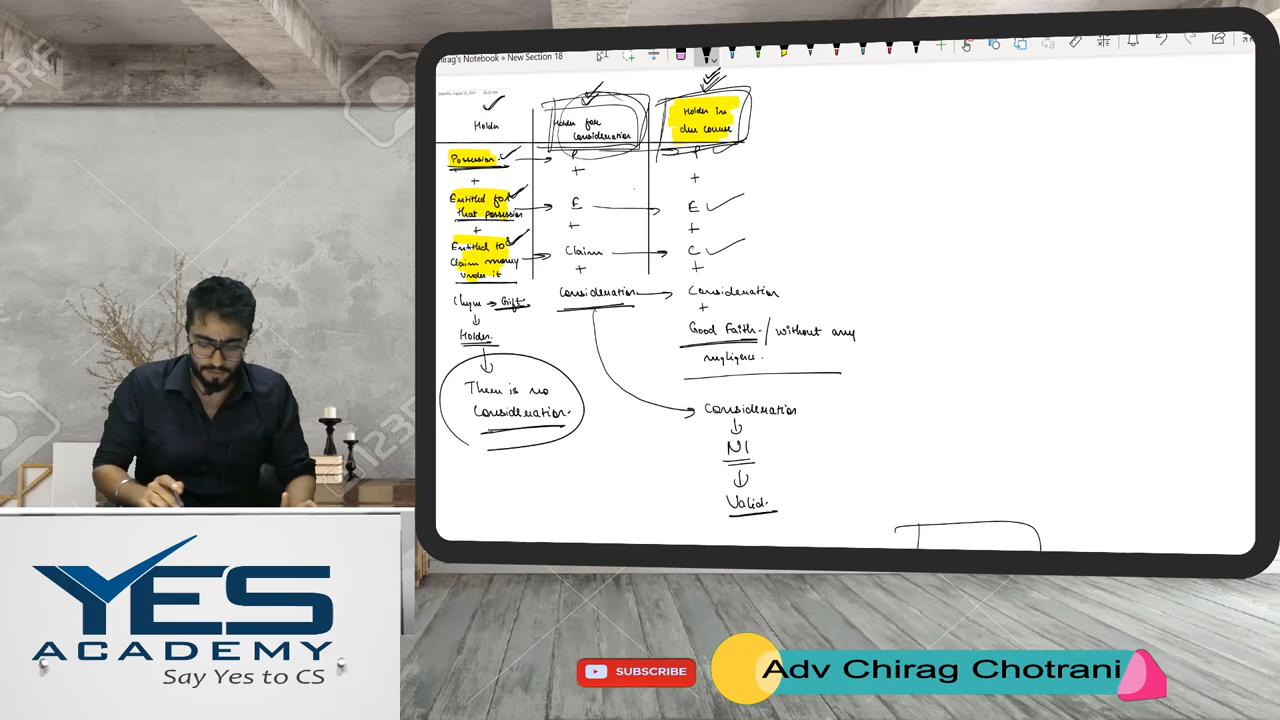 hirag's Notebook » New Section 18
Holder
Holder for
Consideration
Holder in
due course
Possession
+
Entitled for
that possession
+
Entitled to
Claim money
under it
Cheque → Gift
Holder
There is no
Consideration.
P
+
E
+
Claim
+
Consideration
P
+
E
+
C
+
Consideration
+
Good Faith / without any
negligence.
Consideration
NI
Valid.
123RF
YES
ACADEMY
Say Yes to CS
SUBSCRIBE
Adv Chirag Chotrani